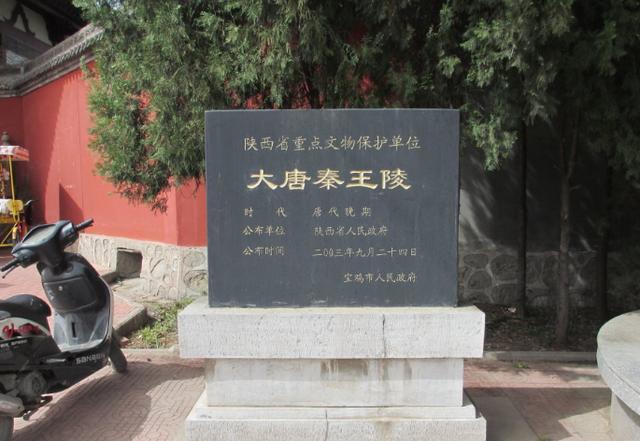 陕西省重点文物保护单位
大唐秦王陵
时　代　唐代晚期
公布单位　陕西省人民政府
公布时间　二〇〇三年九月二十四日
宝鸡市人民政府